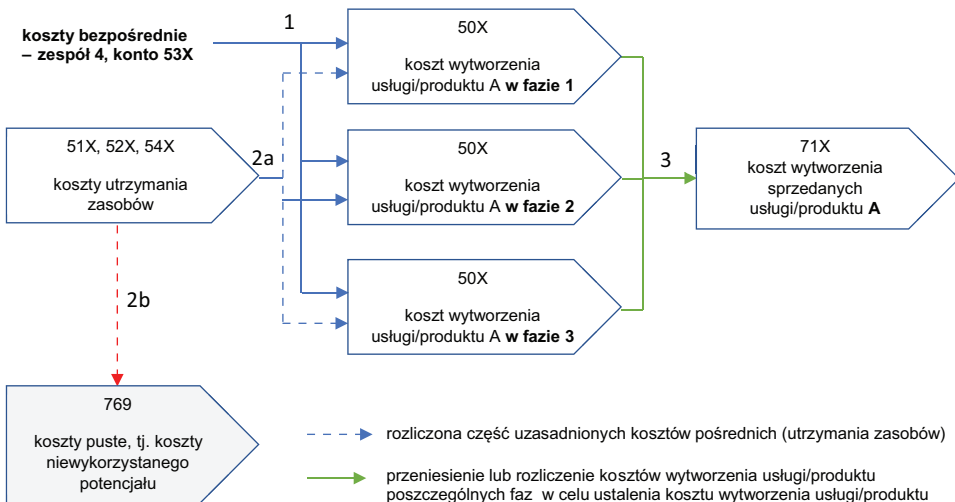 koszty bezpośrednie
– zespół 4, konto 53X
1
50X
koszt wytworzenia
usługi/produktu A w fazie 1
51X, 52X, 54X
koszty utrzymania
zasobów
2a
50X
koszt wytworzenia
usługi/produktu A w fazie 2
3
71X
koszt wytworzenia
sprzedanych
usługi/produktu A
50X
koszt wytworzenia
usługi/produktu A w fazie 3
2b
769
koszty puste, tj. koszty
niewykorzystanego
potencjału
rozliczona część uzasadnionych kosztów pośrednich (utrzymania zasobów)
przeniesienie lub rozliczenie kosztów wytworzenia usługi/produktu
poszczególnych faz w celu ustalenia kosztu wytworzenia usługi/produktu